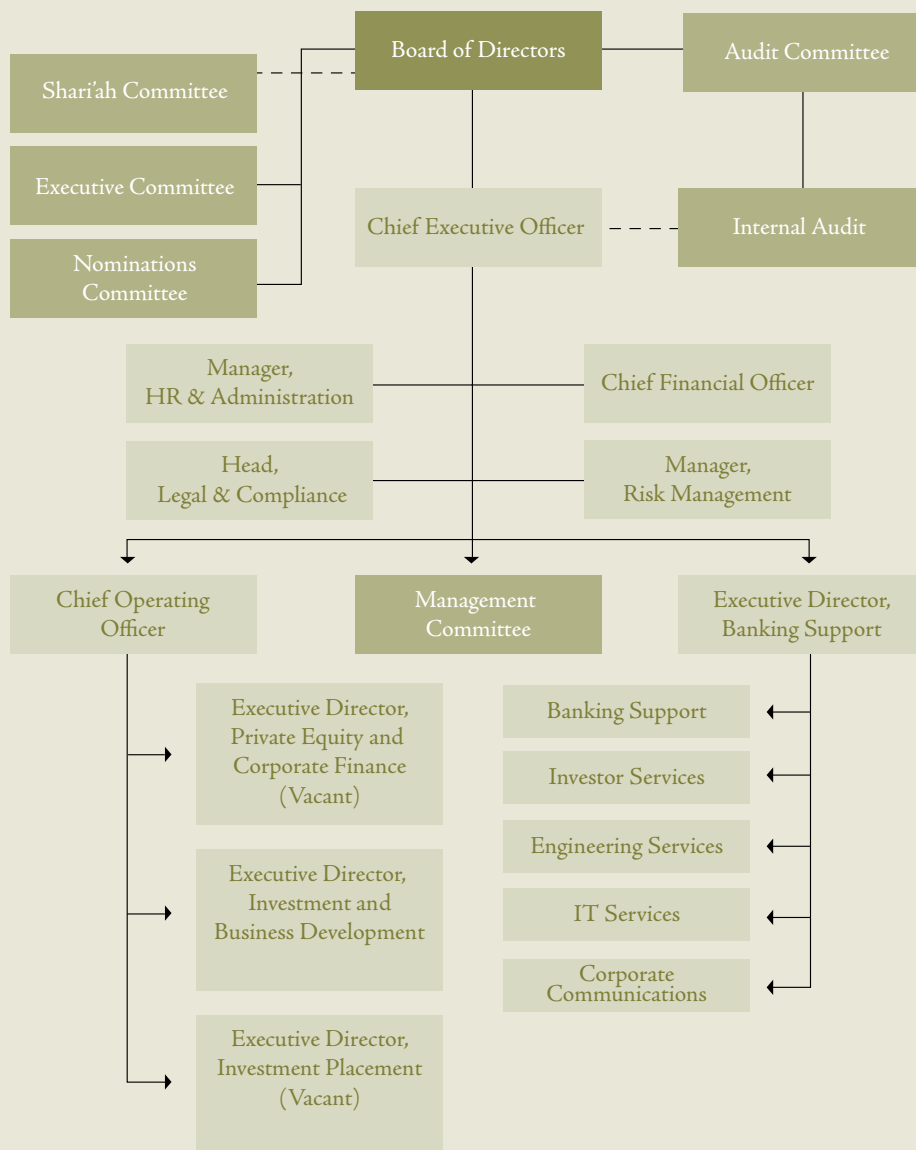 Board of Directors
Audit Committee
Shari'ah Committee
Executive Committee
Chief Executive Officer
Internal Audit
Nominations
Committee
Manager,
HR & Administration
Chief Financial Officer
Head,
Legal & Compliance
Manager,
Risk Management
Chief Operating
Officer
Management
Committee
Executive Director,
Banking Support
Executive Director,
Private Equity and
Corporate Finance
(Vacant)
Executive Director,
Investment and
Business Development
Executive Director,
Investment Placement
(Vacant)
Banking Support
Investor Services
Engineering Services
IT Services
Corporate
Communications